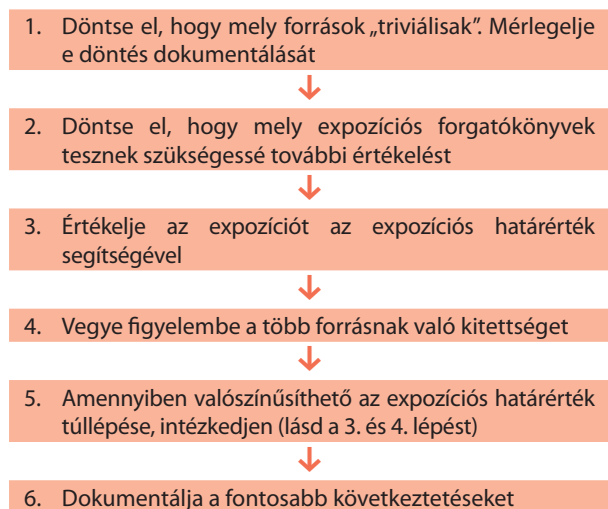 1. Döntse el, hogy mely források „triviálisak”. Mérlegelje
e döntés dokumentálását
2. Döntse el, hogy mely expozíciós forgatókönyvek
tesznek szükségessé további értékelést
3. Értékelje az expozíciót az expozíciós határérték
segítségével
4. Vegye figyelembe a több forrásnak való kitettséget
5. Amennyiben valószínűsíthető az expozíciós határérték
túllépése, intézkedjen (lásd a 3. és 4. lépést)
6. Dokumentálja a fontosabb következtetéseket